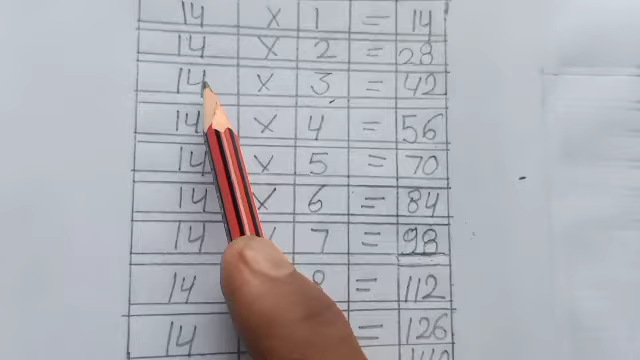 14 × 1 = 14
14 × 2 = 28
14 × 3 = 42
14 × 4 = 56
14 × 5 = 70
14 × 6 = 84
14 × 7 = 98
14 8 = 112
14 = 126